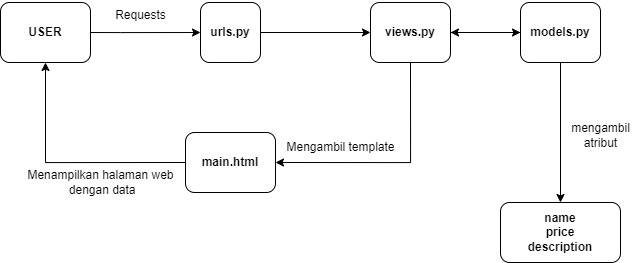 Requests
USER
urls.py
views.py
models.py
mengambil
atribut
Mengambil template
main.html
Menampilkan halaman web
dengan data
name
price
description